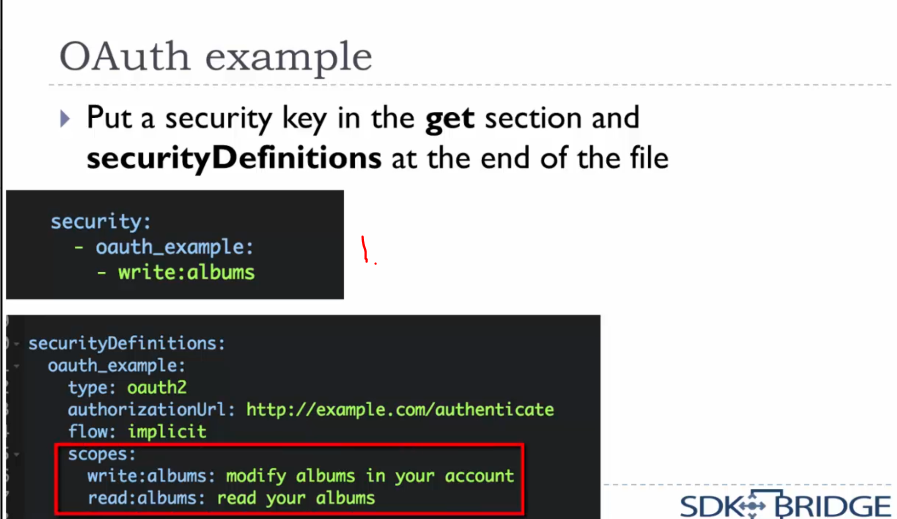 OAuth example
Put a security key in the get section and
securityDefinitions at the end of the file
security:
- oauth_example:
- write:albums
1.
securityDefinitions:
oauth_example:
type: oauth2
authorizationUrl: http://example.com/authenticate
flow: implicit
scopes:
write:albums: modify albums in your account
read:albums: read your albums
SDK BRIDGE